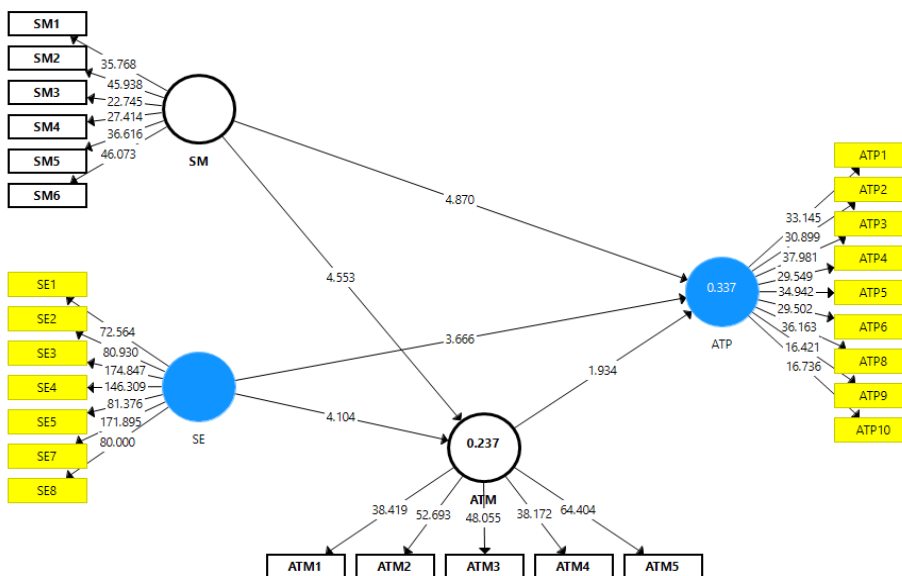 SM1
SM2
SM3
SM4
SM5
SM6
35.768
45.938
22.745
27.414
36.616
46.073
SM
4.870
4.553
SE1
SE2
SE3
SE4
SE5
SE7
SE8
72.564
80.930
174.847
146.309
81.376
171.895
80.000
SE
3.666
4.104
1.934
0.337
ATP
33.145
30.899
37.981
29.549
34.942
29.502
36.163
16.421
16.736
ATP1
ATP2
ATP3
ATP4
ATP5
ATP6
ATP8
ATP9
ATP10
0.237
ATM
38.419
52.693
48.055
38.172
64.404
ATM1
ATM2
ATM3
ATM4
ATM5